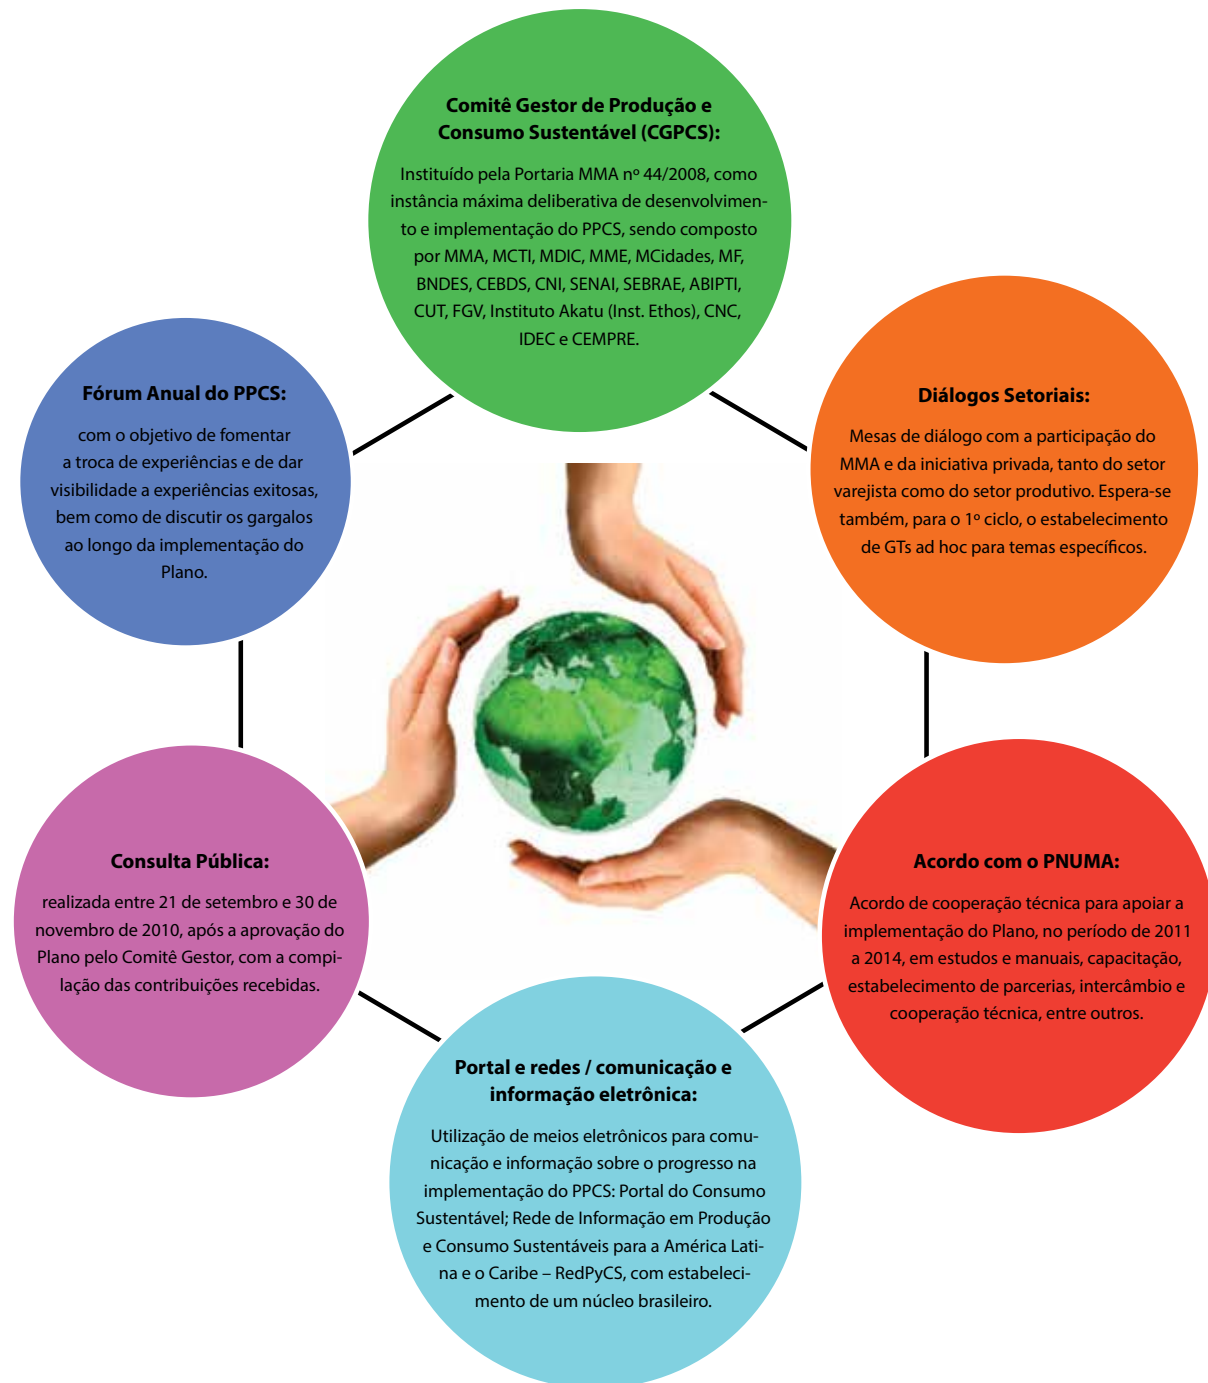 Comitê Gestor de Produção e
Consumo Sustentável (CGPCS):
Instituído pela Portaria MMA nº 44/2008, como
instância máxima deliberativa de desenvolvimen-
to e implementação do PPCS, sendo composto
por MMA, MCTI, MDIC, MME, MCidades, MF,
BNDES, CEBDS, CNI, SENAI, SEBRAE, ABIPTI,
CUT, FGV, Instituto Akatu (Inst. Ethos), CNC,
IDEC e CEMPRE.
Diálogos Setoriais:
Mesas de diálogo com a participação do
MMA e da iniciativa privada, tanto do setor
varejista como do setor produtivo. Espera-se
também, para o 1º ciclo, o estabelecimento
de GTs ad hoc para temas específicos.
Acordo com o PNUMA:
Acordo de cooperação técnica para apoiar a
implementação do Plano, no período de 2011
a 2014, em estudos e manuais, capacitação,
estabelecimento de parcerias, intercâmbio e
cooperação técnica, entre outros.
Portal e redes / comunicação e
informação eletrônica:
Utilização de meios eletrônicos para comu-
nicação e informação sobre o progresso na
implementação do PPCS: Portal do Consumo
Sustentável; Rede de Informação em Produção
e Consumo Sustentáveis para a América Lati-
na e o Caribe – RedPyCS, com estabeleci-
mento de um núcleo brasileiro.
Consulta Pública:
realizada entre 21 de setembro e 30 de
novembro de 2010, após a aprovação do
Plano pelo Comitê Gestor, com a compi-
lação das contribuições recebidas.
Fórum Anual do PPCS:
com o objetivo de fomentar
a troca de experiências e de dar
visibilidade a experiências exitosas,
bem como de discutir os gargalos
ao longo da implementação do
Plano.